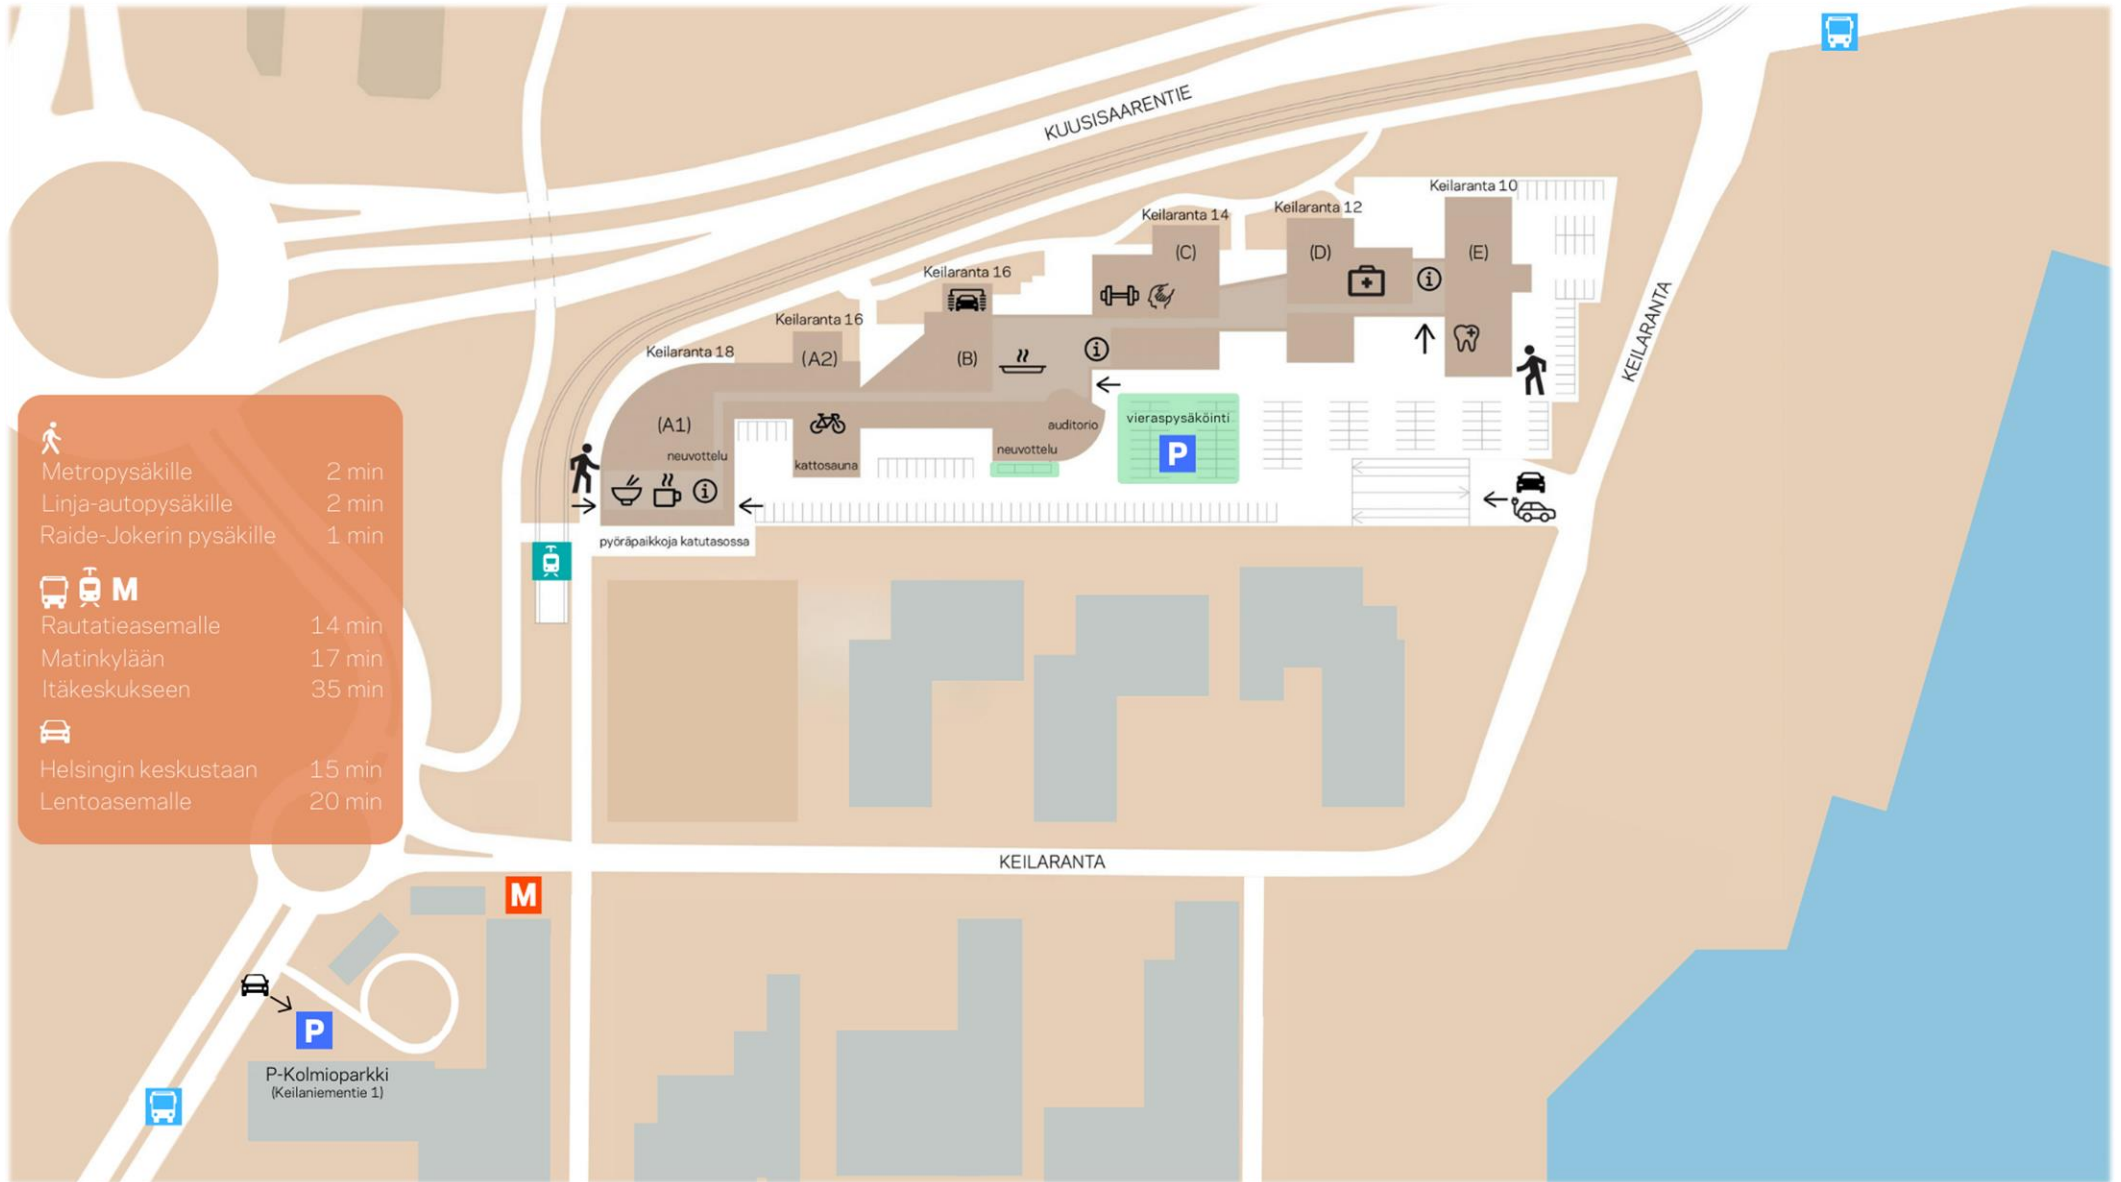 KUUSISAARENTIE
Keilaranta 10
Keilaranta 12
Keilaranta 14
(C)
(D)
(E)
Keilaranta 16
Keilaranta 16
Keilaranta 18
(A2)
(B)
(A1)
i
i
i
KEILARANTA
vieraspysäköinti
P
auditorio
neuvottelu
neuvottelu
kattosauna
pyöräpaikkoja katutasossa
Metropysäkille 2 min
Linja-autopysäkille 2 min
Raide-Jokerin pysäkille 1 min
M
Rautatieasemalle 14 min
Matinkylään 17 min
Itäkeskukseen 35 min
Helsingin keskustaan 15 min
Lentoasemalle 20 min
KEILARANTA
M
P
P-Kolmioparkki
(Keilaniementie 1)